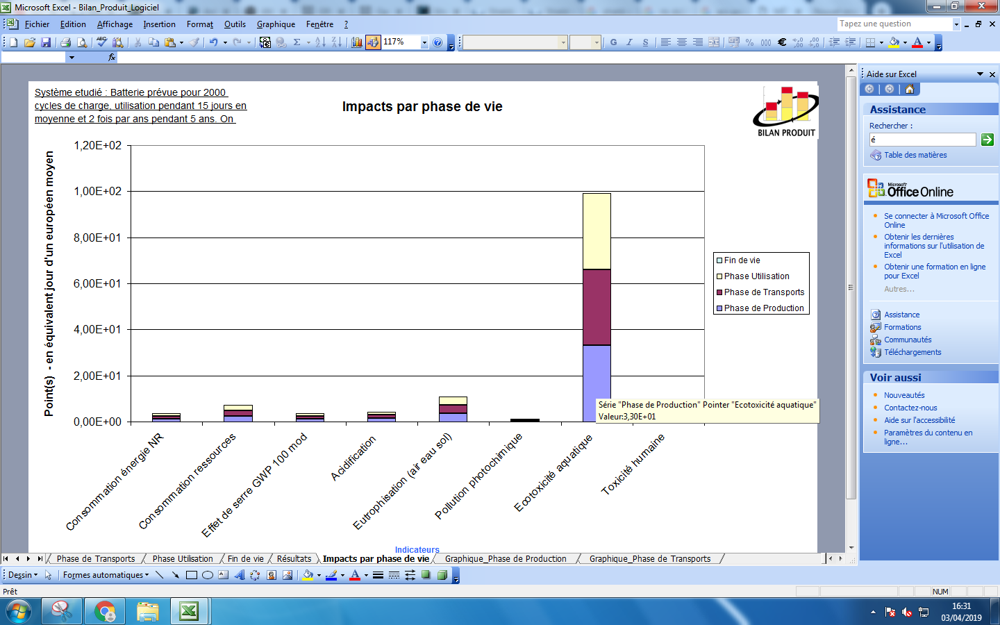 Microsoft Excel - Bilan_Produit_Logiciel
Fichier Edition Affichage Insertion Format Outils Graphique Fenêtre ?
Tapez une question
117%
G I S
% 000 €
fx
Système etudié : Batterie prévue pour 2000
cycles de charge, utilisation pendant 15 jours en
moyenne et 2 fois par ans pendant 5 ans. On
Impacts par phase de vie
BILAN PRODUIT
Point(s) - en équivalent jour d'un européen moyen
1,20E+02
1,00E+02
8,00E+01
6,00E+01
4,00E+01
2,00E+01
0,00E+00
Fin de vie
Phase Utilisation
Phase de Transports
Phase de Production
Série "Phase de Production" Pointer "Ecotoxicité aquatique"
Valeur:3,30E+01
Consommation énergie NR
Consommation ressources
Effet de serre GWP 100 mod
Acidification
Eutrophisation (air eau sol)
Pollution photochimique
Ecotoxicité aquatique
Toxicité humaine
Indicateurs
Aide sur Excel
Assistance
Rechercher :
é
Table des matières
Microsoft
Office Online
Se connecter à Microsoft Office
Online
Obtenir les dernières
informations sur l'utilisation de
Excel
Obtenir une formation en ligne
pour Excel
Autres...
Assistance
Formations
Communautés
Téléchargements
Voir aussi
Nouveautés
Contactez-nous
Aide sur l'accessibilité
Paramètres du contenu en
ligne...
Phase de Transports Phase Utilisation Fin de vie Résultats Impacts par phase de vie Graphique_Phase de Production Graphique_Phase de Transports
Dessin Formes automatiques
Prêt
NUM
16:31
03/04/2019